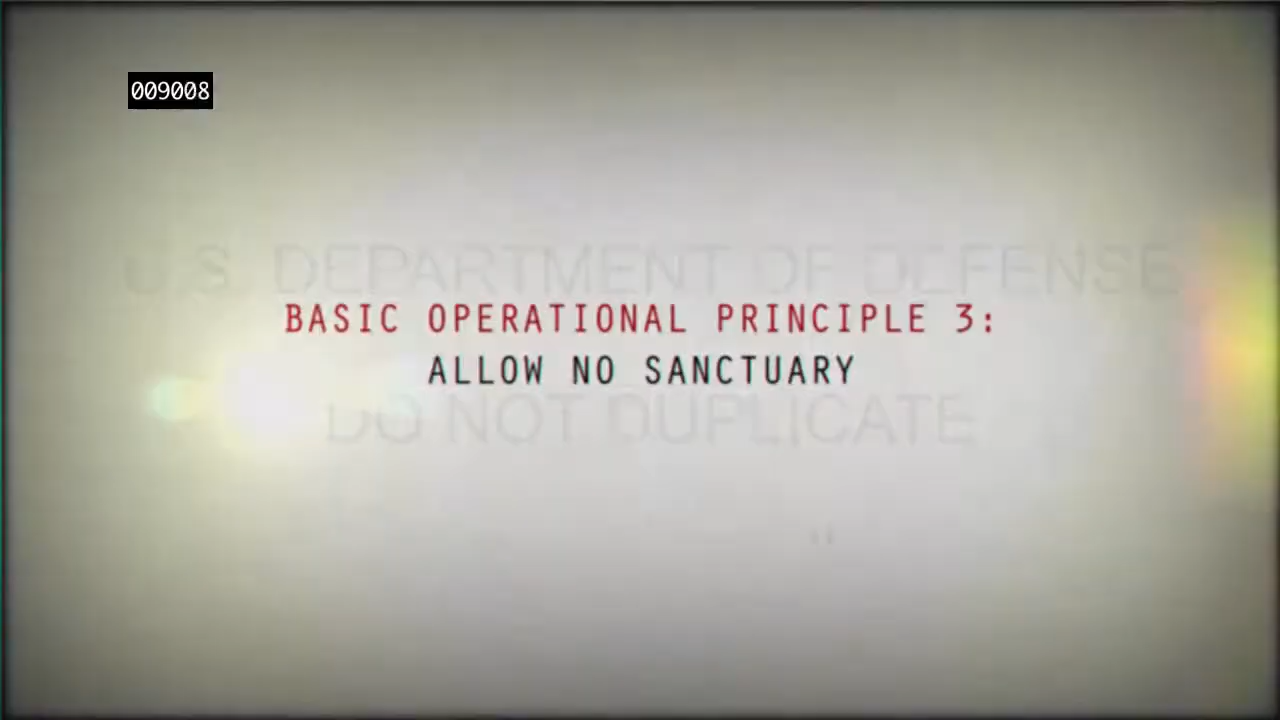 009008
U.S. DEPARTMENT OF DEFENSE
BASIC OPERATIONAL PRINCIPLE 3:
ALLOW NO SANCTUARY
DO NOT DUPLICATE